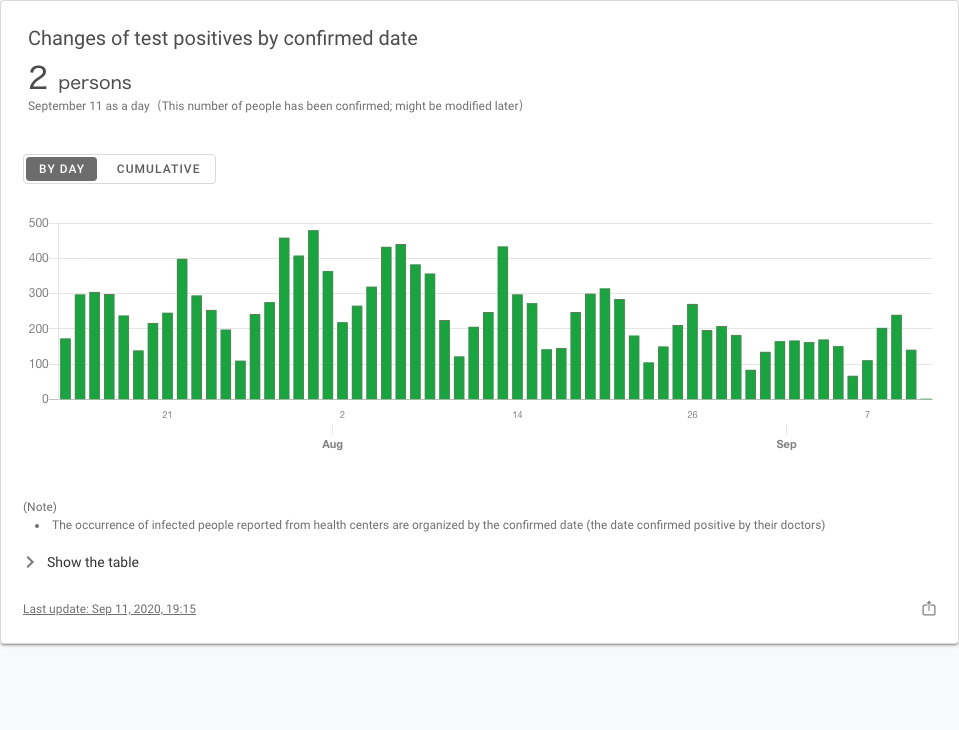 Changes of test positives by confirmed date
2 persons
September 11 as a day（This number of people has been confirmed; might be modified later）
BY DAY CUMULATIVE
500
400
300
200
100
0
21 2 14 26 7
Aug Sep
(Note)
• The occurrence of infected people reported from health centers are organized by the confirmed date (the date confirmed positive by their doctors)
Show the table
Last update: Sep 11, 2020, 19:15